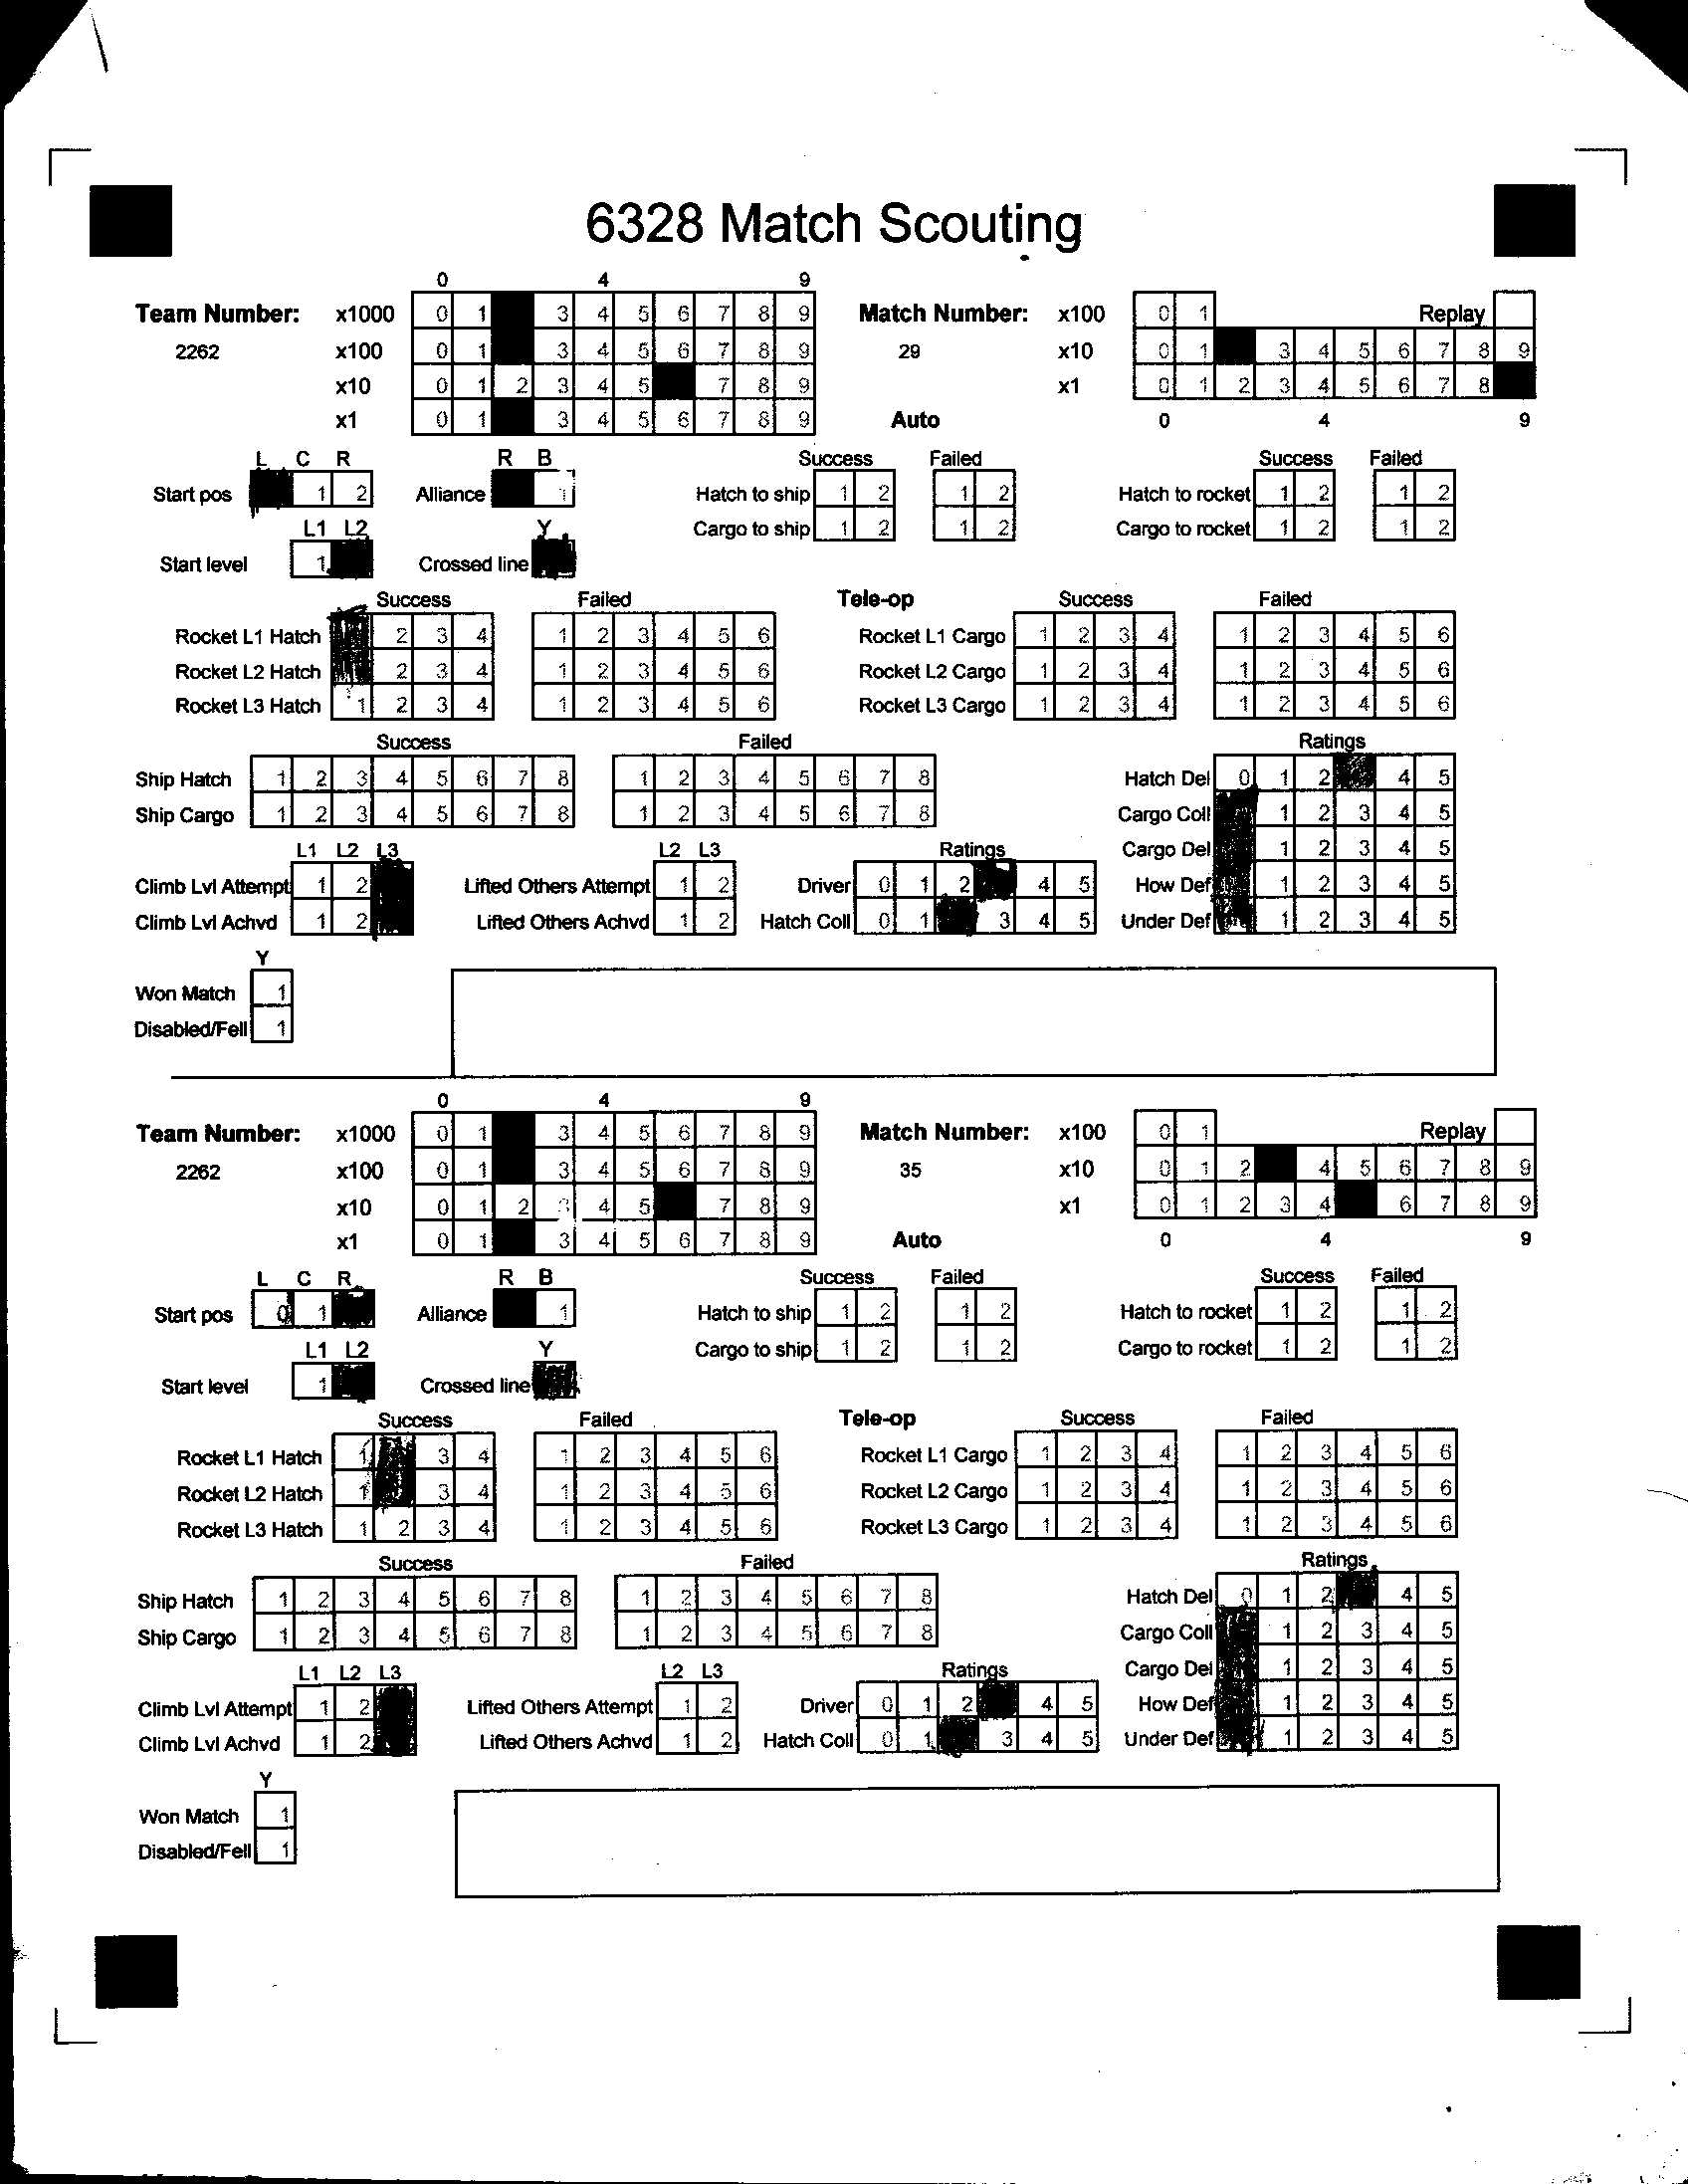 6328 Match Scouting
0 4 9
Team Number: x1000 0 1 3 4 5 6 7 8 9 Match Number: x100 0 1 Replay
2262 x100 0 1 3 4 5 6 7 8 9 29 x10 0 1 3 4 5 6 7 8 9
x10 0 1 2 3 4 5 7 8 9 x1 0 1 2 3 4 5 6 7 8
x1 0 1 3 4 5 6 7 8 9 Auto 0 4 9
L C R R B Success Failed Success Failed
Start pos 1 2 Alliance 1 Hatch to ship 1 2 1 2 Hatch to rocket 1 2 1 2
L1 L2 Y Cargo to ship 1 2 1 2 Cargo to rocket 1 2 1 2
Start level 1 Crossed line
Success Failed Tele-op Success Failed
Rocket L1 Hatch 2 3 4 1 2 3 4 5 6 Rocket L1 Cargo 1 2 3 4 1 2 3 4 5 6
Rocket L2 Hatch 2 3 4 1 2 3 4 5 6 Rocket L2 Cargo 1 2 3 4 1 2 3 4 5 6
Rocket L3 Hatch 1 2 3 4 1 2 3 4 5 6 Rocket L3 Cargo 1 2 3 4 1 2 3 4 5 6
Success Failed Ratings
Ship Hatch 1 2 3 4 5 6 7 8 1 2 3 4 5 6 7 8 Hatch Del 0 1 2 4 5
Ship Cargo 1 2 3 4 5 6 7 8 1 2 3 4 5 6 7 8 Cargo Coll 1 2 3 4 5
L1 L2 L3 L2 L3 Ratings Cargo Del 1 2 3 4 5
Climb Lvl Attempt 1 2 Lifted Others Attempt 1 2 Driver 0 1 2 4 5 How Def 1 2 3 4 5
Climb Lvl Achvd 1 2 Lifted Others Achvd 1 2 Hatch Coll 0 1 3 4 5 Under Def 1 2 3 4 5
Y
Won Match 1
Disabled/Fell 1
0 4 9
Team Number: x1000 0 1 3 4 5 6 7 8 9 Match Number: x100 0 1 Replay
2262 x100 0 1 3 4 5 6 7 8 9 35 x10 0 1 2 4 5 6 7 8 9
x10 0 1 2 3 4 5 7 8 9 x1 0 1 2 3 4 6 7 8 9
x1 0 1 3 4 5 6 7 8 9 Auto 0 4 9
L C R R B Success Failed Success Failed
Start pos 0 1 Alliance 1 Hatch to ship 1 2 1 2 Hatch to rocket 1 2 1 2
L1 L2 Y Cargo to ship 1 2 1 2 Cargo to rocket 1 2 1 2
Start level 1 Crossed line
Success Failed Tele-op Success Failed
Rocket L1 Hatch 1 3 4 1 2 3 4 5 6 Rocket L1 Cargo 1 2 3 4 1 2 3 4 5 6
Rocket L2 Hatch 1 3 4 1 2 3 4 5 6 Rocket L2 Cargo 1 2 3 4 1 2 3 4 5 6
Rocket L3 Hatch 1 2 3 4 1 2 3 4 5 6 Rocket L3 Cargo 1 2 3 4 1 2 3 4 5 6
Success Failed Ratings
Ship Hatch 1 2 3 4 5 6 7 8 1 2 3 4 5 6 7 8 Hatch Del 0 1 2 4 5
Ship Cargo 1 2 3 4 5 6 7 8 1 2 3 4 5 6 7 8 Cargo Coll 1 2 3 4 5
L1 L2 L3 L2 L3 Ratings Cargo Del 1 2 3 4 5
Climb Lvl Attempt 1 2 Lifted Others Attempt 1 2 Driver 0 1 2 4 5 How Def 1 2 3 4 5
Climb Lvl Achvd 1 2 Lifted Others Achvd 1 2 Hatch Coll 0 1 3 4 5 Under Def 1 2 3 4 5
Y
Won Match 1
Disabled/Fell 1